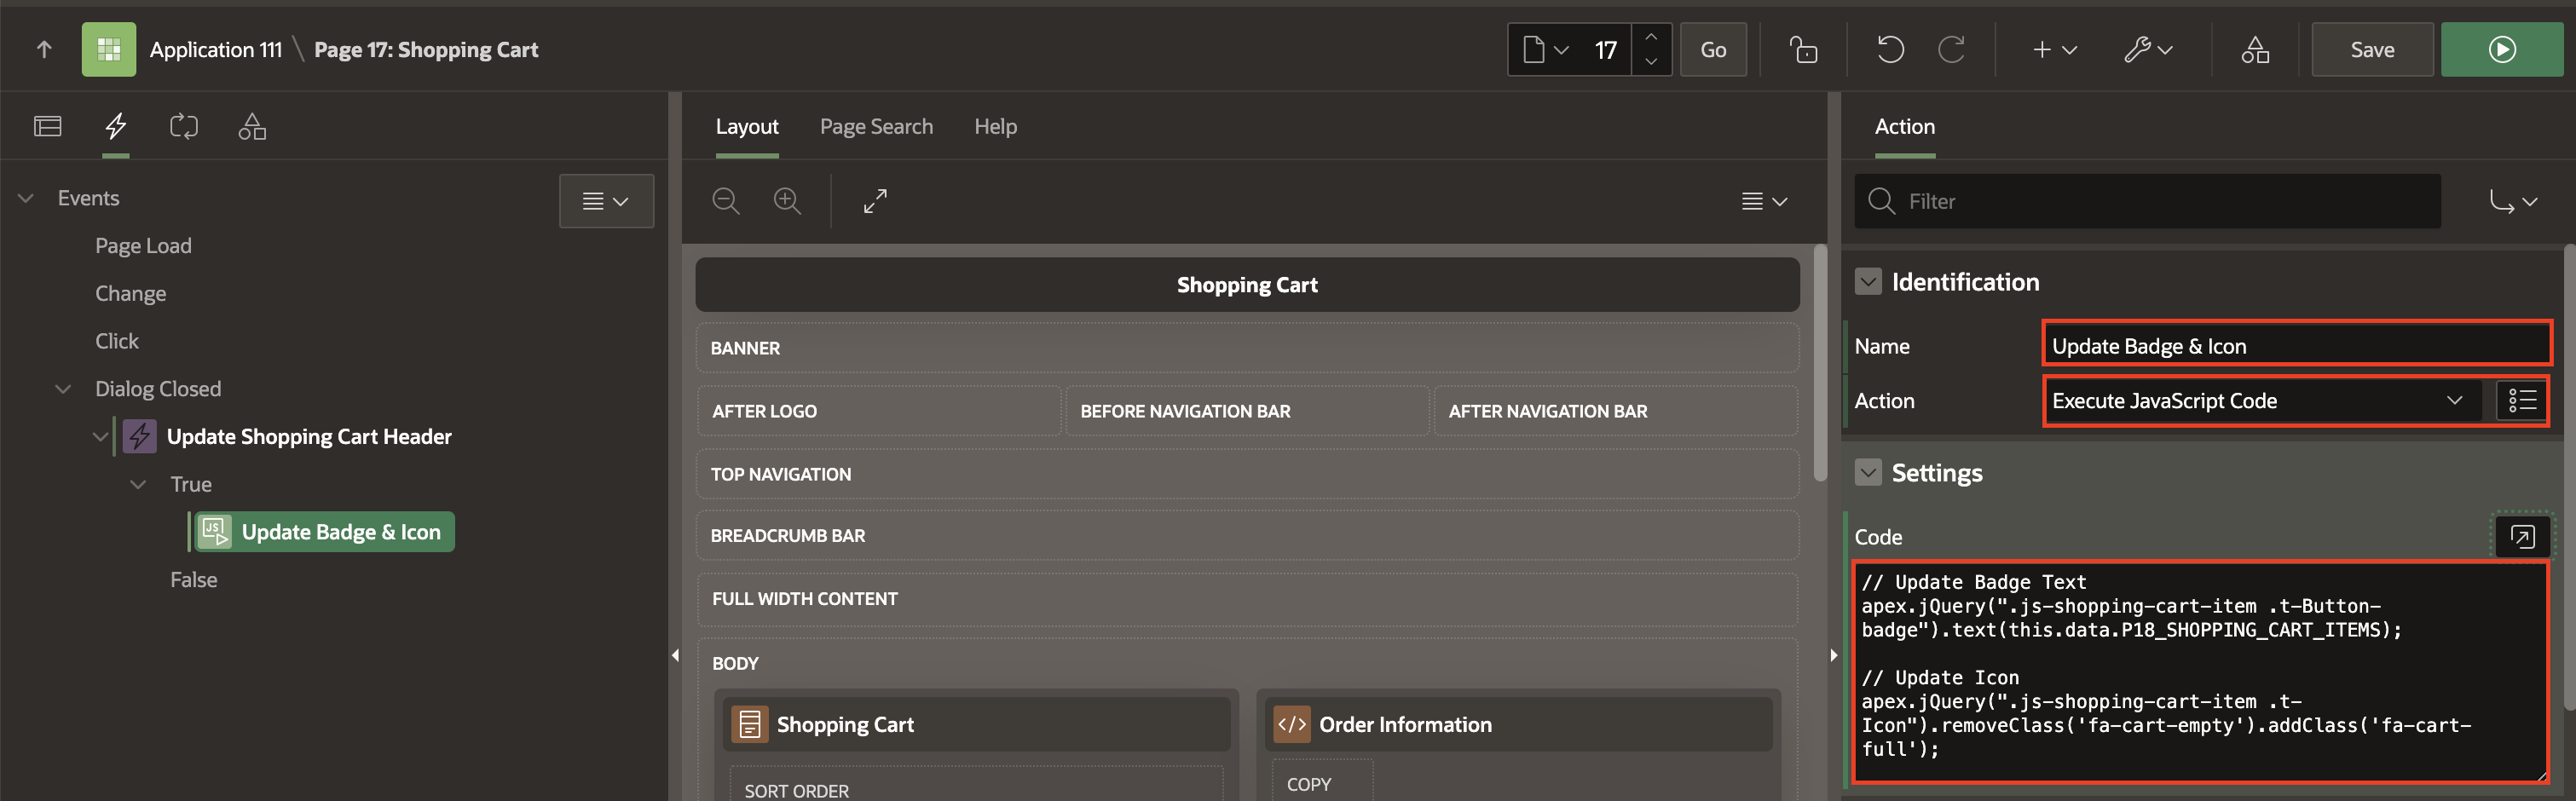 Application 111 \ Page 17: Shopping Cart
17
Go
Save
Layout
Page Search
Help
Action
Events
Page Load
Change
Click
Dialog Closed
Update Shopping Cart Header
True
JS
Update Badge & Icon
False
Shopping Cart
BANNER
AFTER LOGO
BEFORE NAVIGATION BAR
AFTER NAVIGATION BAR
TOP NAVIGATION
BREADCRUMB BAR
FULL WIDTH CONTENT
BODY
Shopping Cart
SORT ORDER
Order Information
COPY
Filter
Identification
Name
Update Badge & Icon
Action
Execute JavaScript Code
Settings
Code
// Update Badge Text
apex.jQuery(".js-shopping-cart-item .t-Button-
badge").text(this.data.P18_SHOPPING_CART_ITEMS);
// Update Icon
apex.jQuery(".js-shopping-cart-item .t-
Icon").removeClass('fa-cart-empty').addClass('fa-cart-
full');